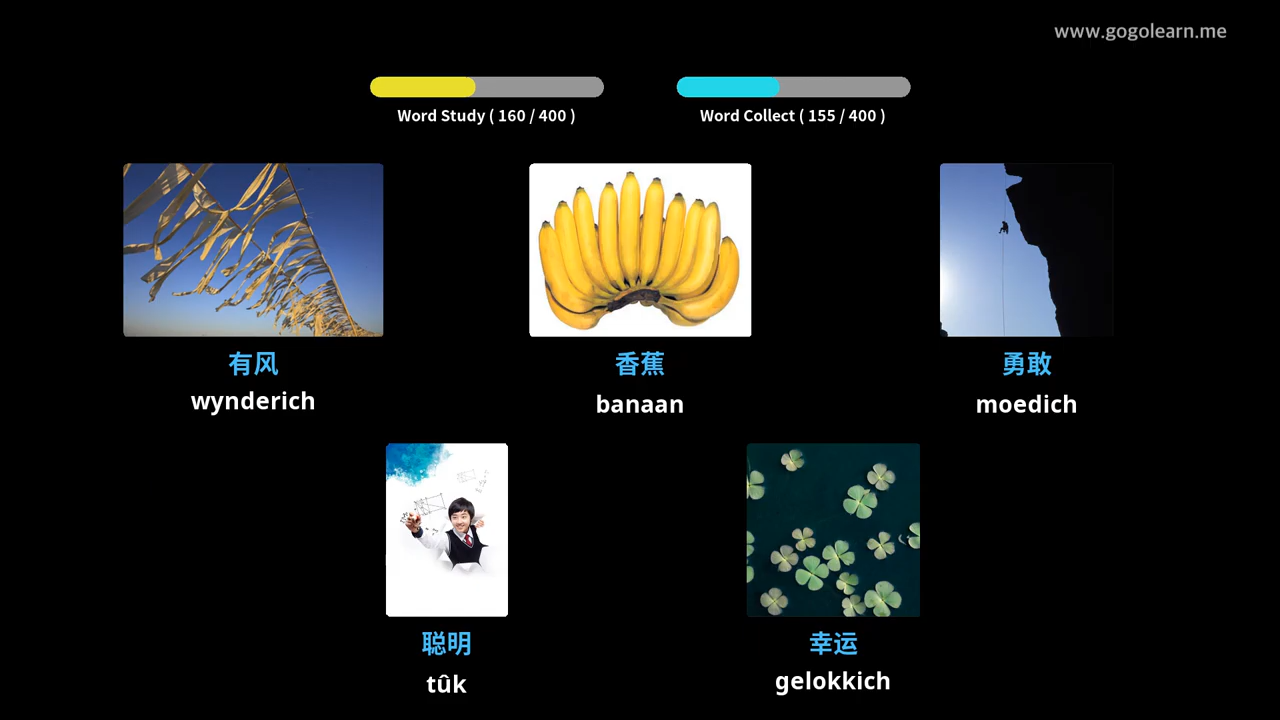 www.gogolearn.me
Word Study ( 160 / 400 )
Word Collect ( 155 / 400 )
有风
wynderich
香蕉
banaan
勇敢
moedich
聪明
tûk
幸运
gelokkich